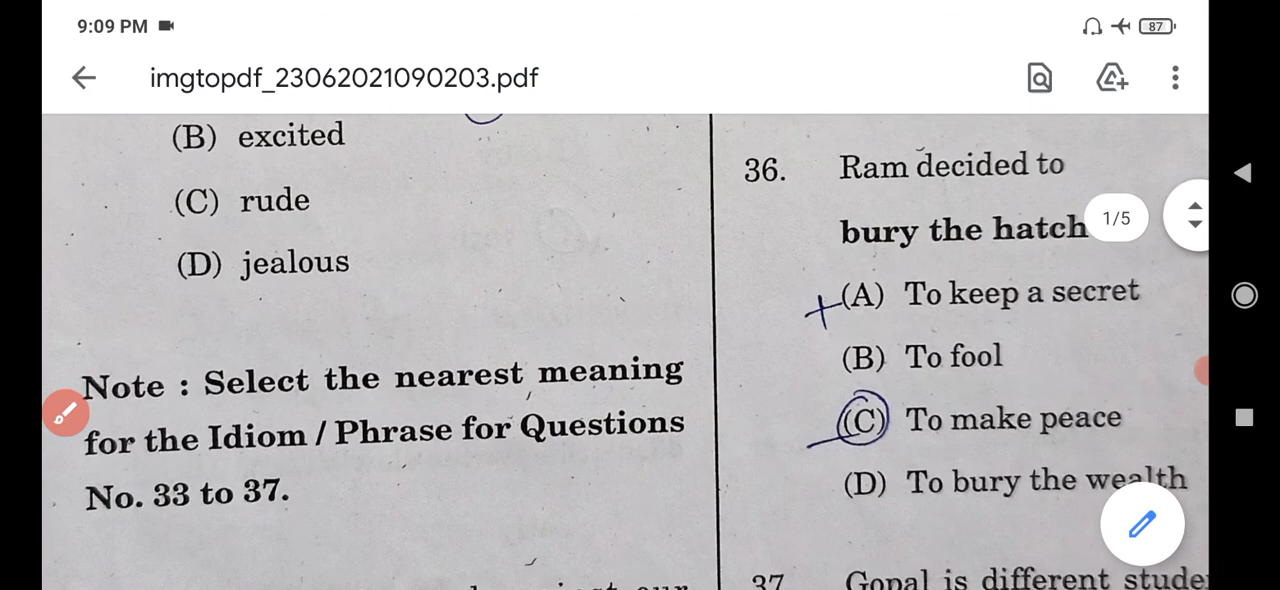 9:09 PM
87
imgtopdf_23062021090203.pdf
(B) excited
(C) rude
(D) jealous
Note : Select the nearest meaning
for the Idiom / Phrase for Questions
No. 33 to 37.
36. Ram decided to
bury the hatch
1/5
(A) To keep a secret
(B) To fool
(C) To make peace
(D) To bury the wealth
37 Gopal is different stude